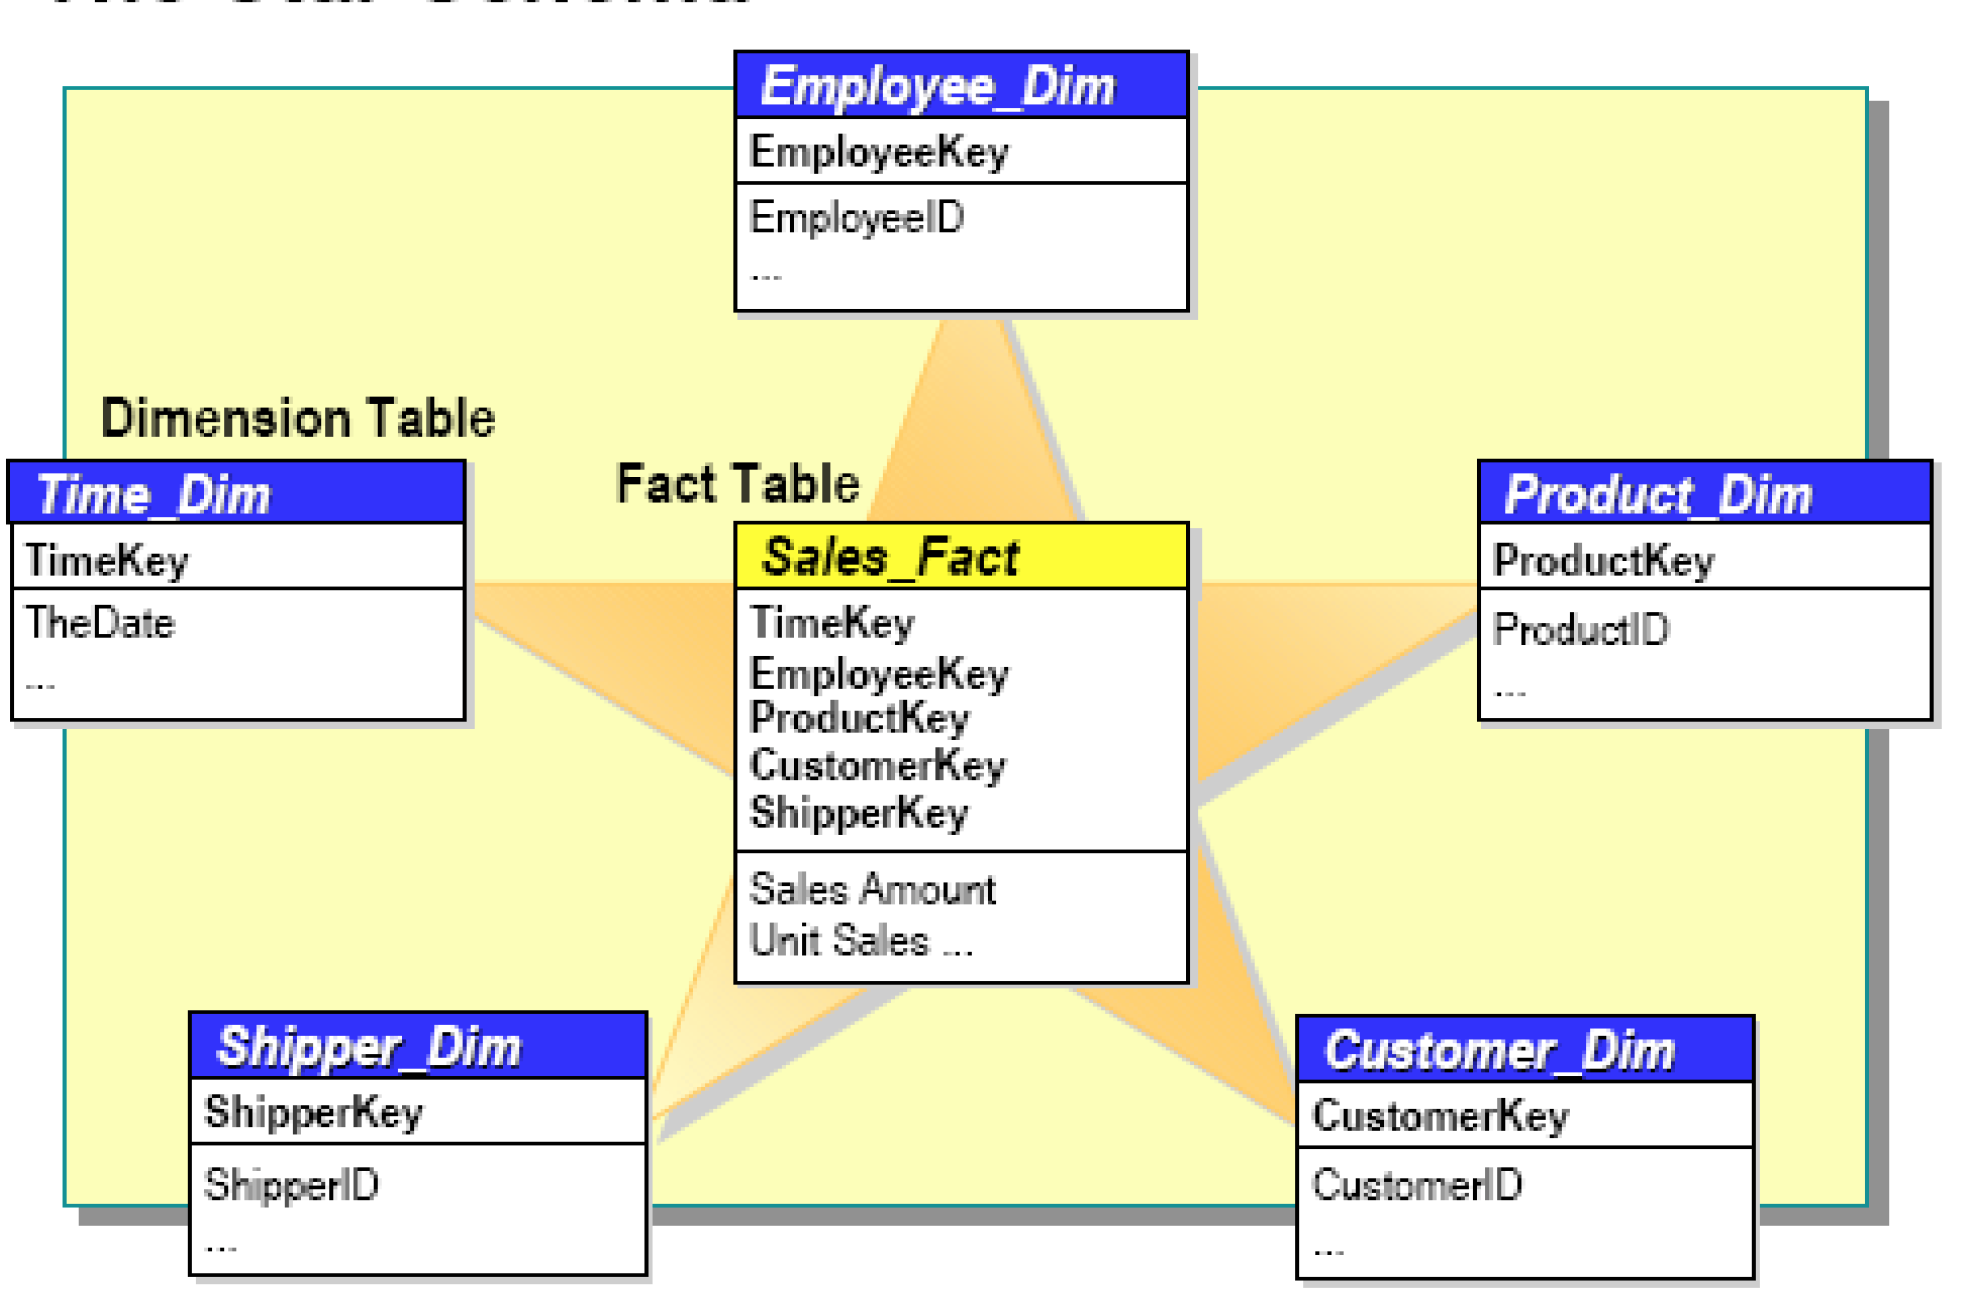 Employee_Dim
EmployeeKey
EmployeeID
...
Dimension Table
Time_Dim
TimeKey
TheDate
...
Fact Table
Sales_Fact
TimeKey
EmployeeKey
ProductKey
CustomerKey
ShipperKey
Sales Amount
Unit Sales ...
Product_Dim
ProductKey
ProductID
...
Shipper_Dim
ShipperKey
ShipperID
...
Customer_Dim
CustomerKey
CustomerID
...